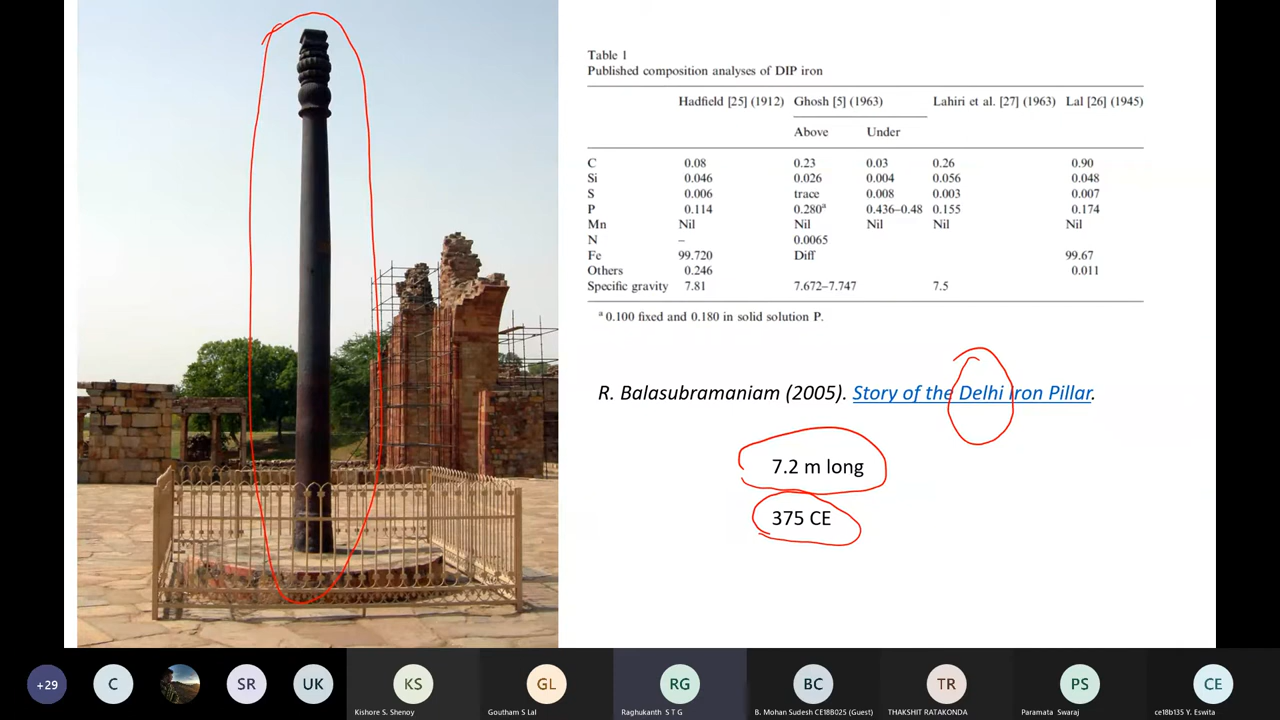 Table 1
Published composition analyses of DIP iron
Hadfield [25] (1912) Ghosh [5] (1963) Lahiri et al. [27] (1963) Lal [26] (1945)
Above Under
C 0.08 0.23 0.03 0.26 0.90
Si 0.046 0.026 0.004 0.056 0.048
S 0.006 trace 0.008 0.003 0.007
P 0.114 0.280a 0.436–0.48 0.155 0.174
Mn Nil Nil Nil Nil Nil
N – 0.0065
Fe 99.720 Diff 99.67
Others 0.246 0.011
Specific gravity 7.81 7.672–7.747 7.5
a 0.100 fixed and 0.180 in solid solution P.
R. Balasubramaniam (2005). Story of the Delhi Iron Pillar.
7.2 m long
375 CE
+29 C SR UK KS GL RG BC TR PS CE
Kishore S. Shenoy Goutham S Lal Raghukanth S T G B. Mohan Sudesh CE18B025 (Guest) THAKSHIT RATAKONDA Paramata Swaraj ce18b135 Y. Eswita